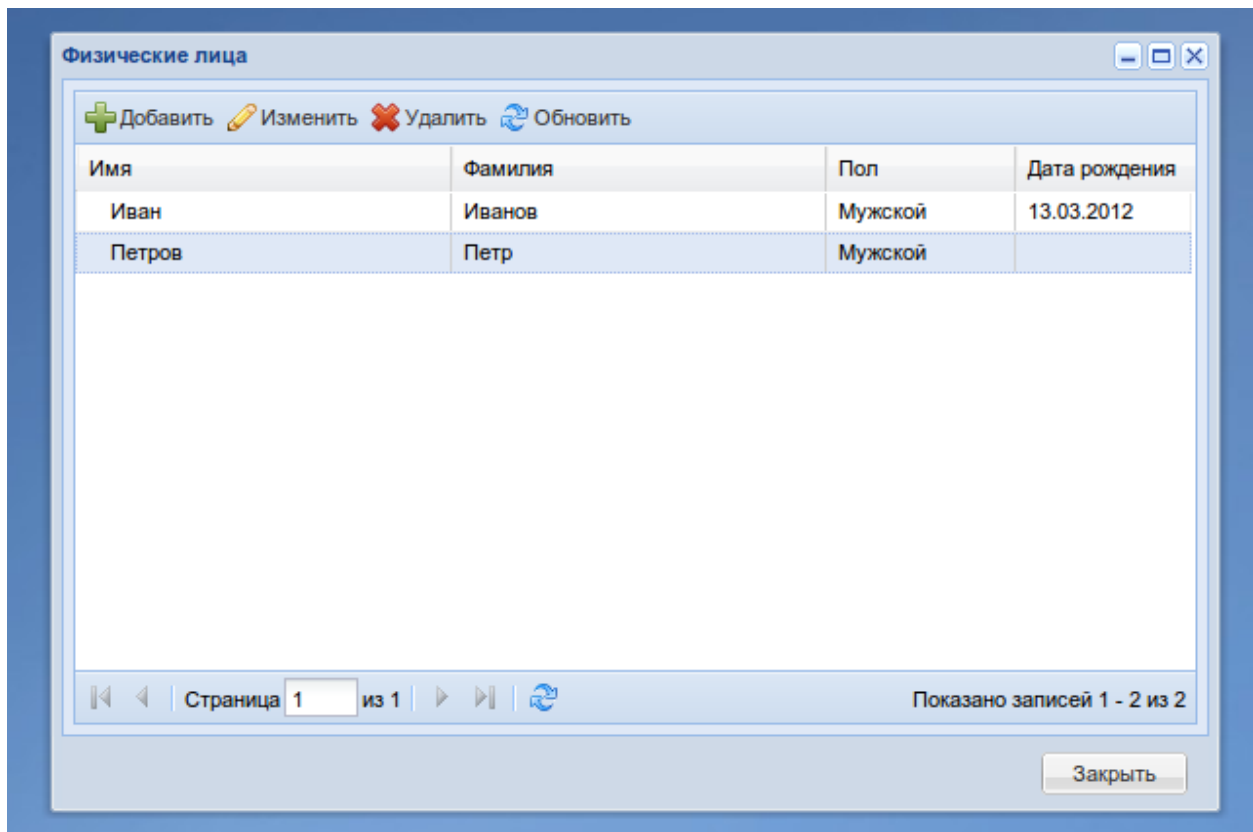 Физические лица
Добавить Изменить Удалить Обновить
Имя Фамилия Пол Дата рождения
Иван Иванов Мужской 13.03.2012
Петров Петр Мужской
Страница 1 из 1 Показано записей 1 - 2 из 2
Закрыть